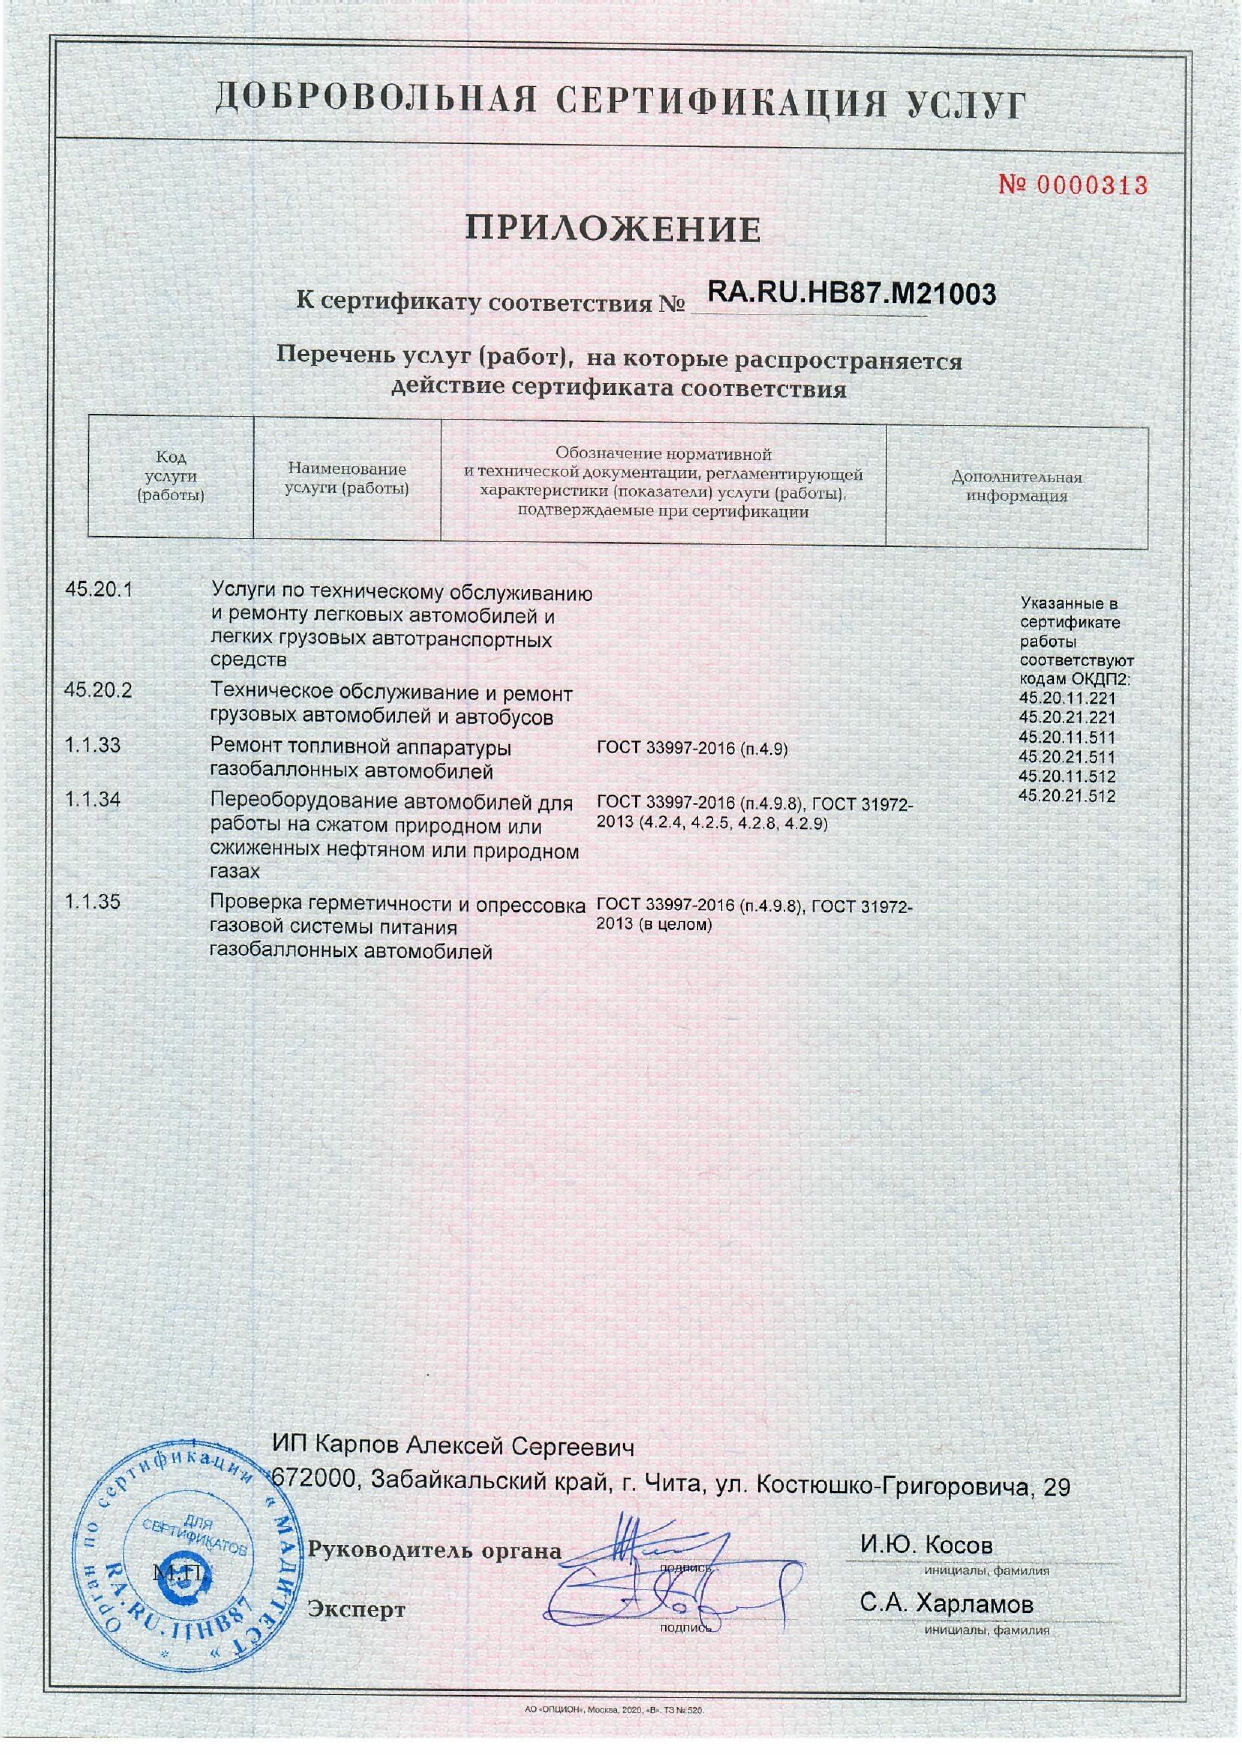 ДОБРОВОЛЬНАЯ СЕРТИФИКАЦИЯ УСЛУГ
№ 0000313
ПРИЛОЖЕНИЕ
К сертификату соответствия № RA.RU.НВ87.М21003
Перечень услуг (работ), на которые распространяется
действие сертификата соответствия
Код
услуги
(работы)
Наименование
услуги (работы)
Обозначение нормативной
и технической документации, регламентирующей
характеристики (показатели) услуги (работы),
подтверждаемые при сертификации
Дополнительная
информация
45.20.1
Услуги по техническому обслуживанию
и ремонту легковых автомобилей и
легких грузовых автотранспортных
средств
45.20.2
Техническое обслуживание и ремонт
грузовых автомобилей и автобусов
1.1.33
Ремонт топливной аппаратуры
газобаллонных автомобилей
ГОСТ 33997-2016 (п.4.9)
1.1.34
Переоборудование автомобилей для
работы на сжатом природном или
сжиженных нефтяном или природном
газах
ГОСТ 33997-2016 (п.4.9.8), ГОСТ 31972-
2013 (4.2.4, 4.2.5, 4.2.8, 4.2.9)
1.1.35
Проверка герметичности и опрессовка
газовой системы питания
газобаллонных автомобилей
ГОСТ 33997-2016 (п.4.9.8), ГОСТ 31972-
2013 (в целом)
Указанные в
сертификате
работы
соответствуют
кодам ОКДП2:
45.20.11.221
45.20.21.221
45.20.11.511
45.20.21.511
45.20.11.512
45.20.21.512
ИП Карпов Алексей Сергеевич
672000, Забайкальский край, г. Чита, ул. Костюшко-Григоровича, 29
Орган по сертификации «МАДИТЕСТ»
RA.RU.11НВ87
ДЛЯ
СЕРТИФИКАТОВ
М.П.
Руководитель органа
подпись
И.Ю. Косов
инициалы, фамилия
Эксперт
подпись
С.А. Харламов
инициалы, фамилия
АО «ОПЦИОН», Москва, 2020, «В». ТЗ № 520.